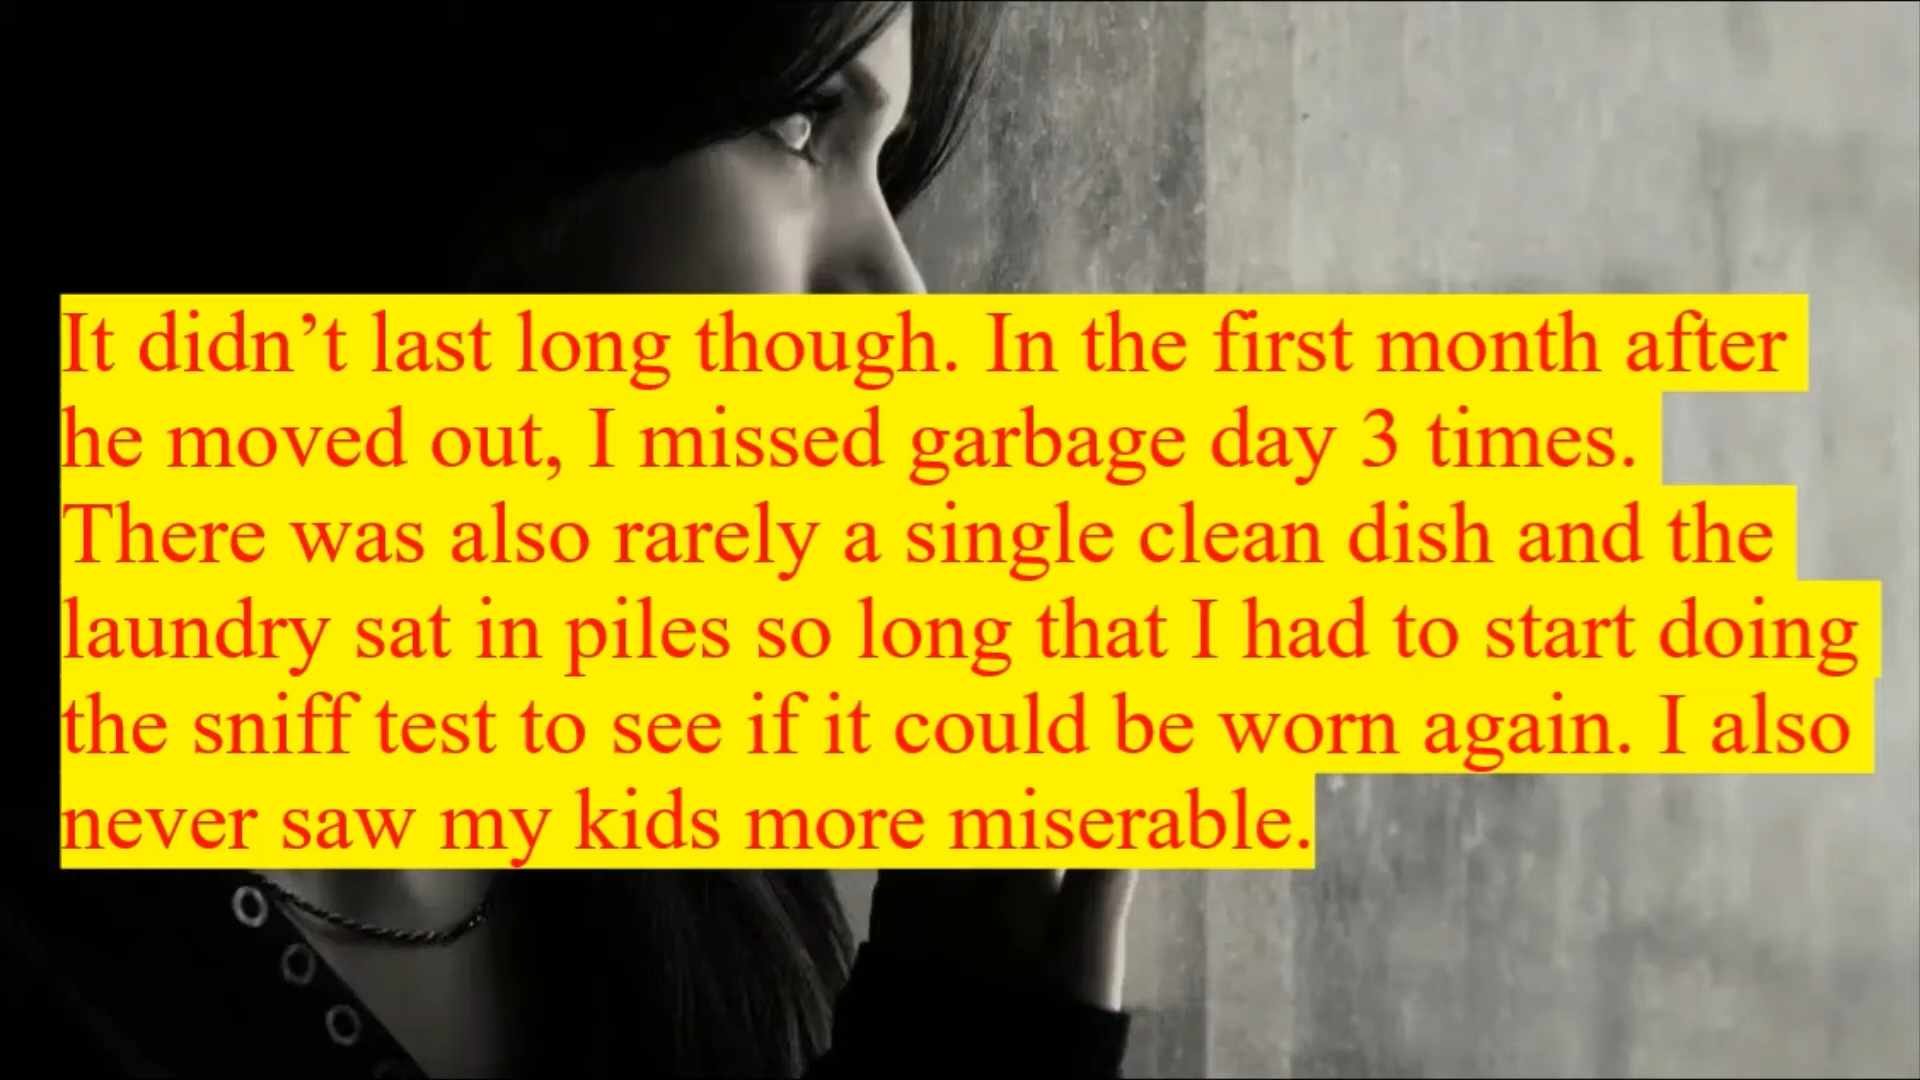 It didn’t last long though. In the first month after
he moved out, I missed garbage day 3 times.
There was also rarely a single clean dish and the
laundry sat in piles so long that I had to start doing
the sniff test to see if it could be worn again. I also
never saw my kids more miserable.